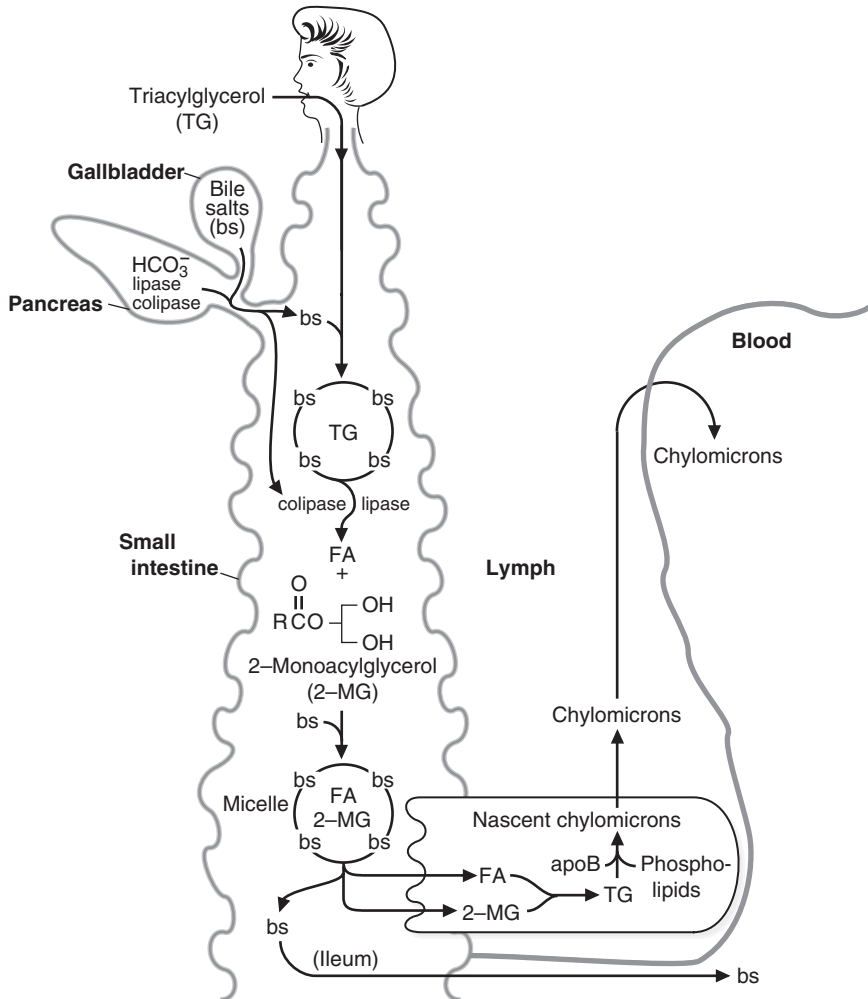 Triacylglycerol
(TG)
Gallbladder
Bile
salts
(bs)
HCO3−
lipase
colipase
Pancreas
bs
Blood
bs bs
TG
bs bs
Chylomicrons
colipase lipase
Small
intestine
FA
+
Lymph
O
RCO
OH
OH
2–Monoacylglycerol
(2–MG)
bs
Chylomicrons
Micelle
bs bs
FA
2–MG
bs bs
Nascent chylomicrons
apoB
Phospho-
lipids
FA
TG
2–MG
bs
(Ileum)
bs